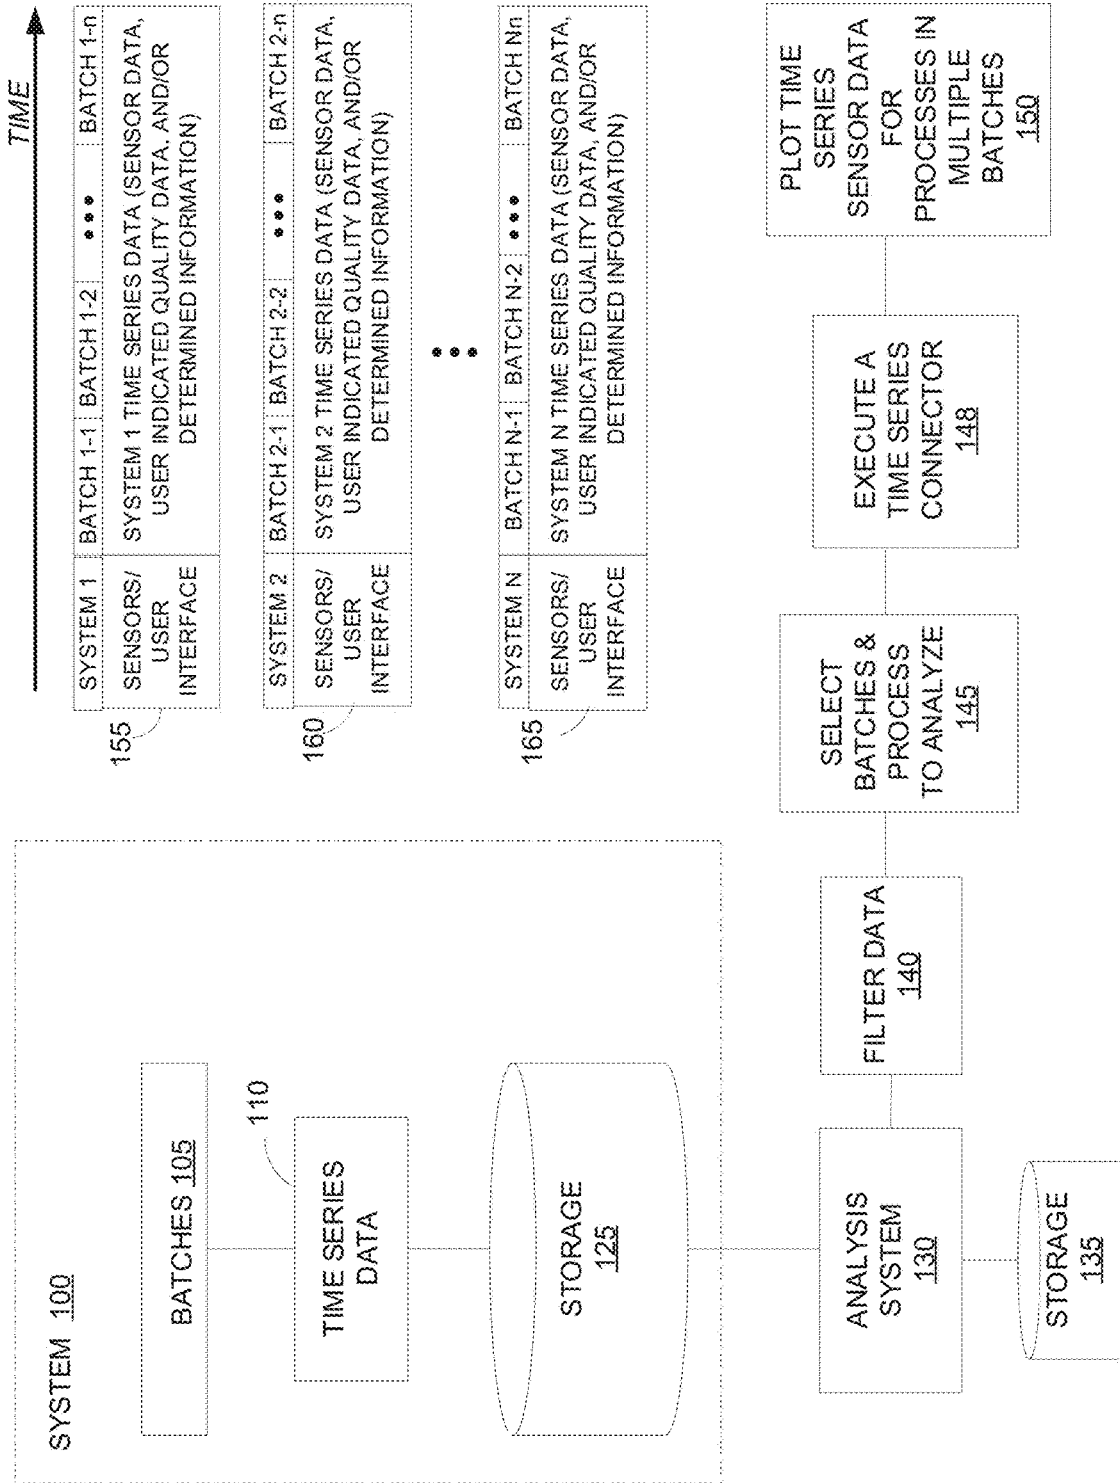 SYSTEM 100
BATCHES 105
110
TIME SERIES
DATA
STORAGE
125
ANALYSIS
SYSTEM
130
STORAGE
135
FILTER DATA
140
SELECT
BATCHES &
PROCESS
TO ANALYZE
145
EXECUTE A
TIME SERIES
CONNECTOR
148
PLOT TIME
SERIES
SENSOR DATA
FOR
PROCESSES IN
MULTIPLE
BATCHES
150
TIME
SYSTEM 1 BATCH 1-1 BATCH 1-2 ••• BATCH 1-n
SENSORS/
USER
INTERFACE
SYSTEM 1 TIME SERIES DATA (SENSOR DATA,
USER INDICATED QUALITY DATA, AND/OR
DETERMINED INFORMATION)
155
SYSTEM 2 BATCH 2-1 BATCH 2-2 ••• BATCH 2-n
SENSORS/
USER
INTERFACE
SYSTEM 2 TIME SERIES DATA (SENSOR DATA,
USER INDICATED QUALITY DATA, AND/OR
DETERMINED INFORMATION)
160
•••
SYSTEM N BATCH N-1 BATCH N-2 ••• BATCH Nn
SENSORS/
USER
INTERFACE
SYSTEM N TIME SERIES DATA (SENSOR DATA,
USER INDICATED QUALITY DATA, AND/OR
DETERMINED INFORMATION)
165